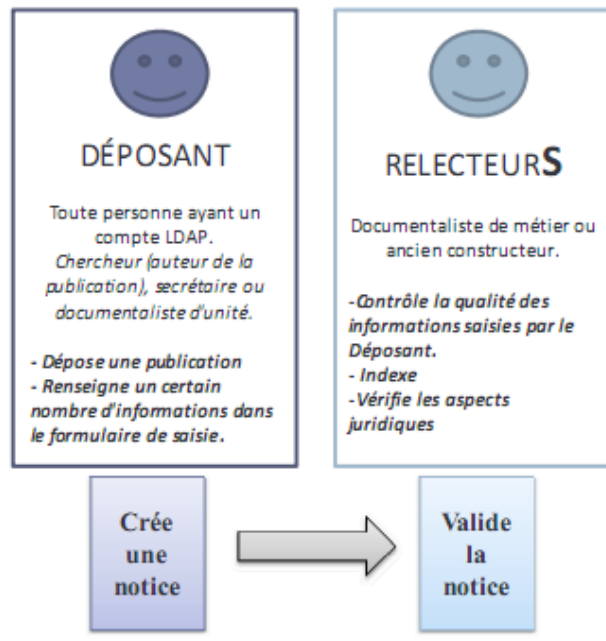 DÉPOSANT
Toute personne ayant un
compte LDAP.
Chercheur (auteur de la
publication), secrétaire ou
documentaliste d'unité.
- Dépose une publication
- Renseigne un certain
nombre d'informations dans
le formulaire de saisie.
RELECTEURS
Documentaliste de métier ou
ancien constructeur.
-Contrôle la qualité des
informations saisies par le
Déposant.
- Indexe
-Vérifie les aspects
juridiques
Crée
une
notice
Valide
la
notice